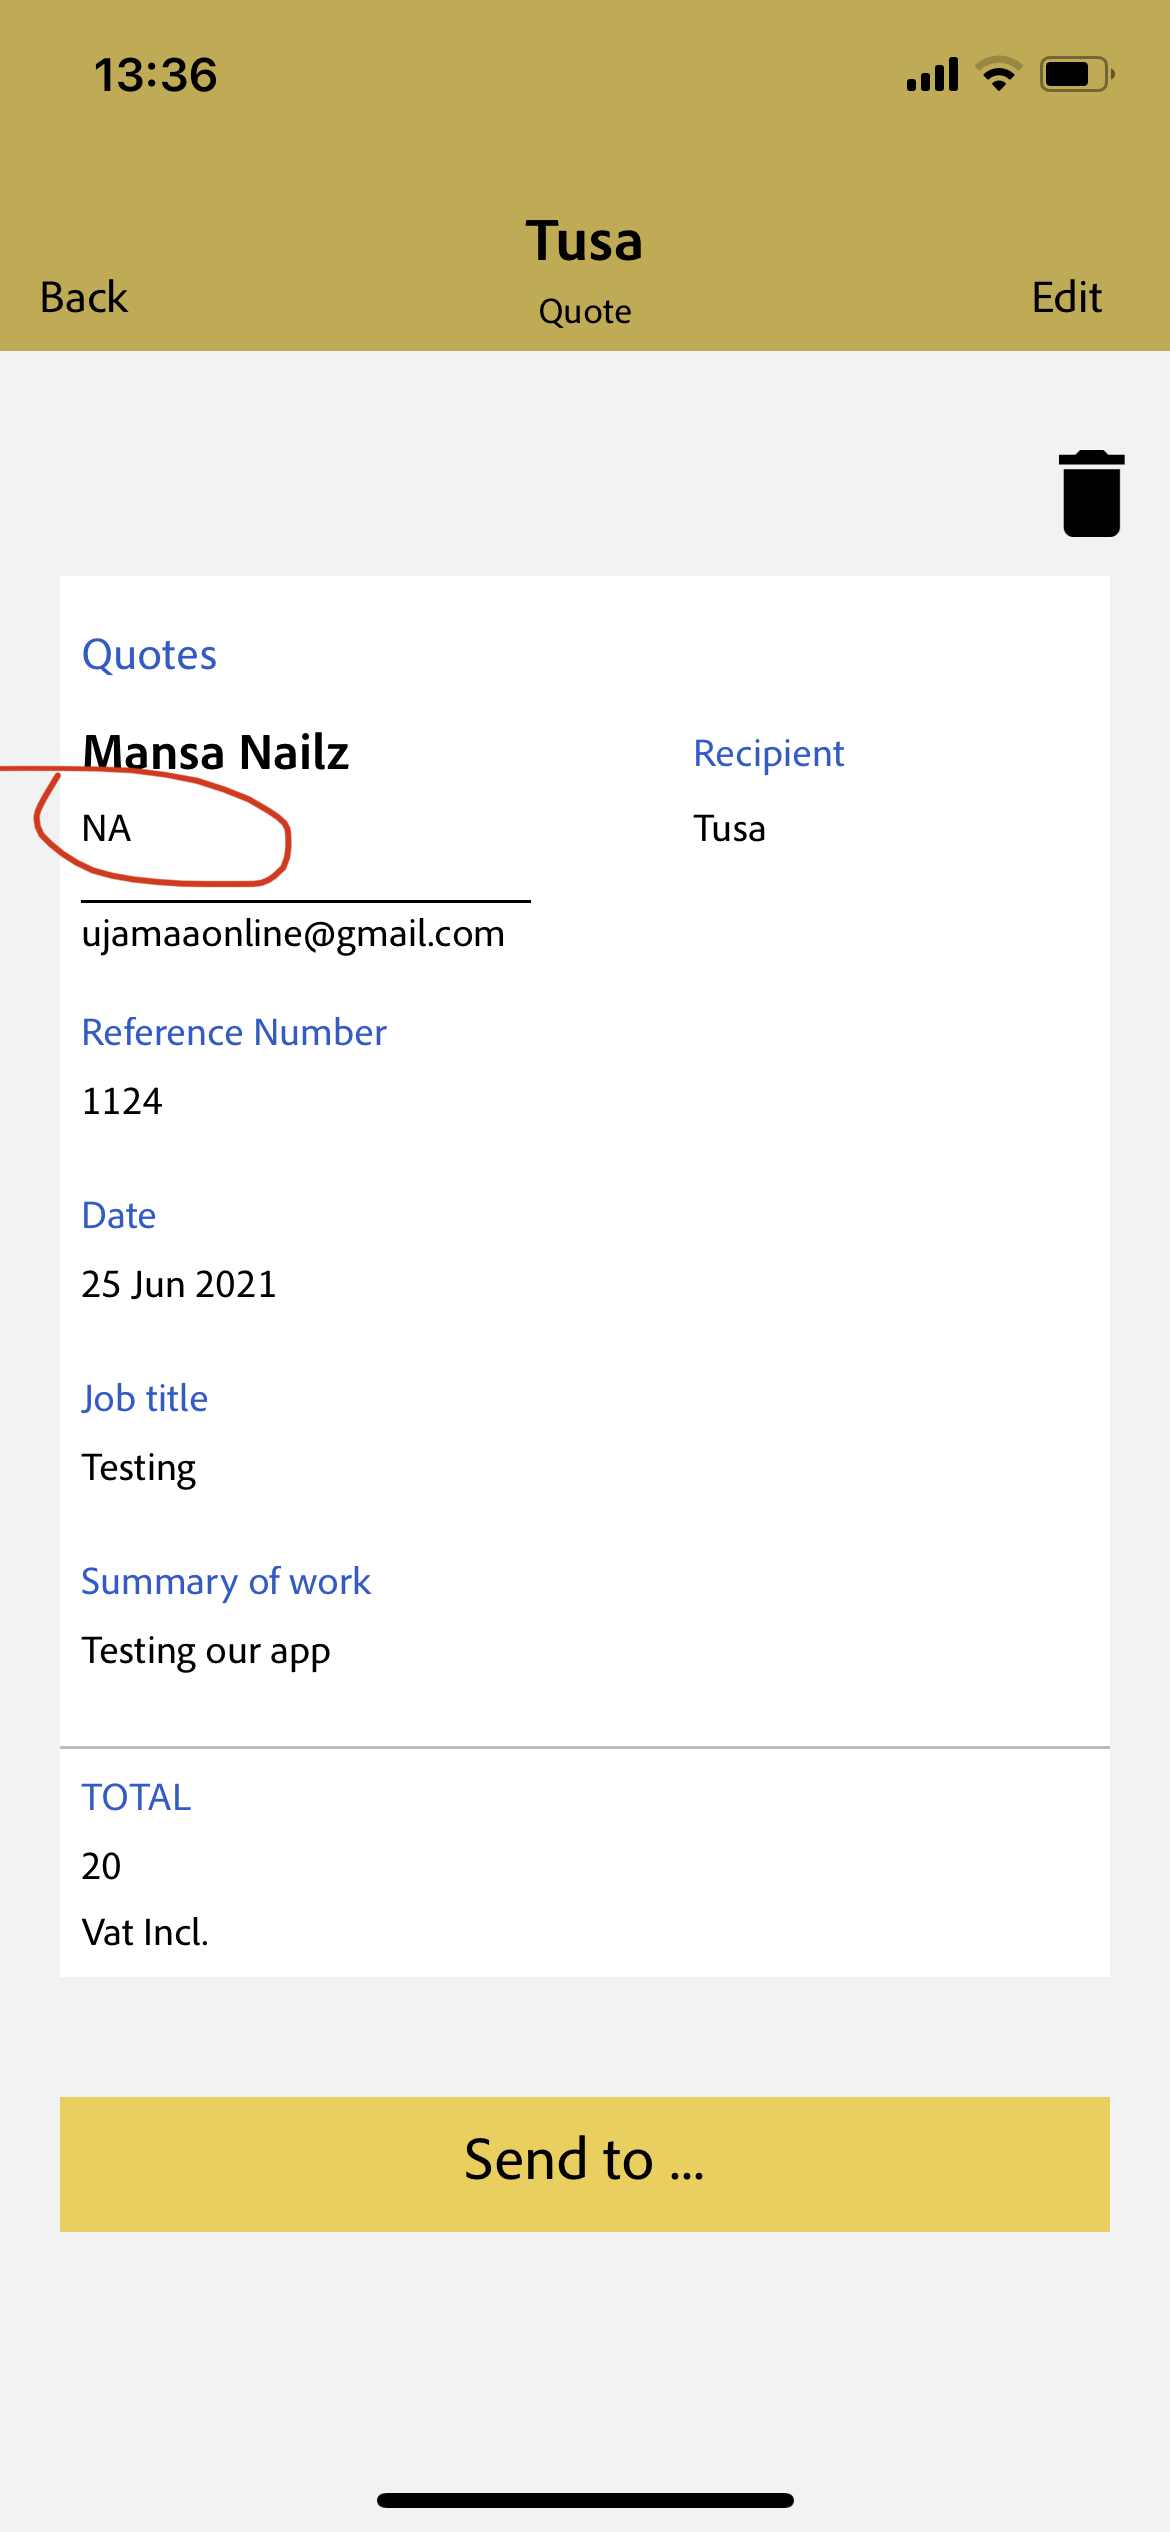 13:36
Tusa
Back
Quote
Edit
Quotes
Mansa Nailz
Recipient
NA
Tusa
ujamaaonline@gmail.com
Reference Number
1124
Date
25 Jun 2021
Job title
Testing
Summary of work
Testing our app
TOTAL
20
Vat Incl.
Send to ...